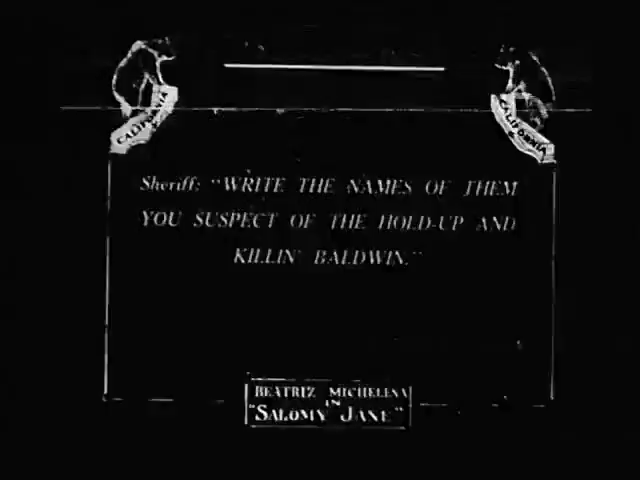 CALIFORNIA
CALIFORNIA
Sheriff: "WRITE THE NAMES OF THEM
YOU SUSPECT OF THE HOLD-UP AND
KILLIN' BALDWIN."
BEATRIZ MICHELENA
IN
"SALOMY JANE"